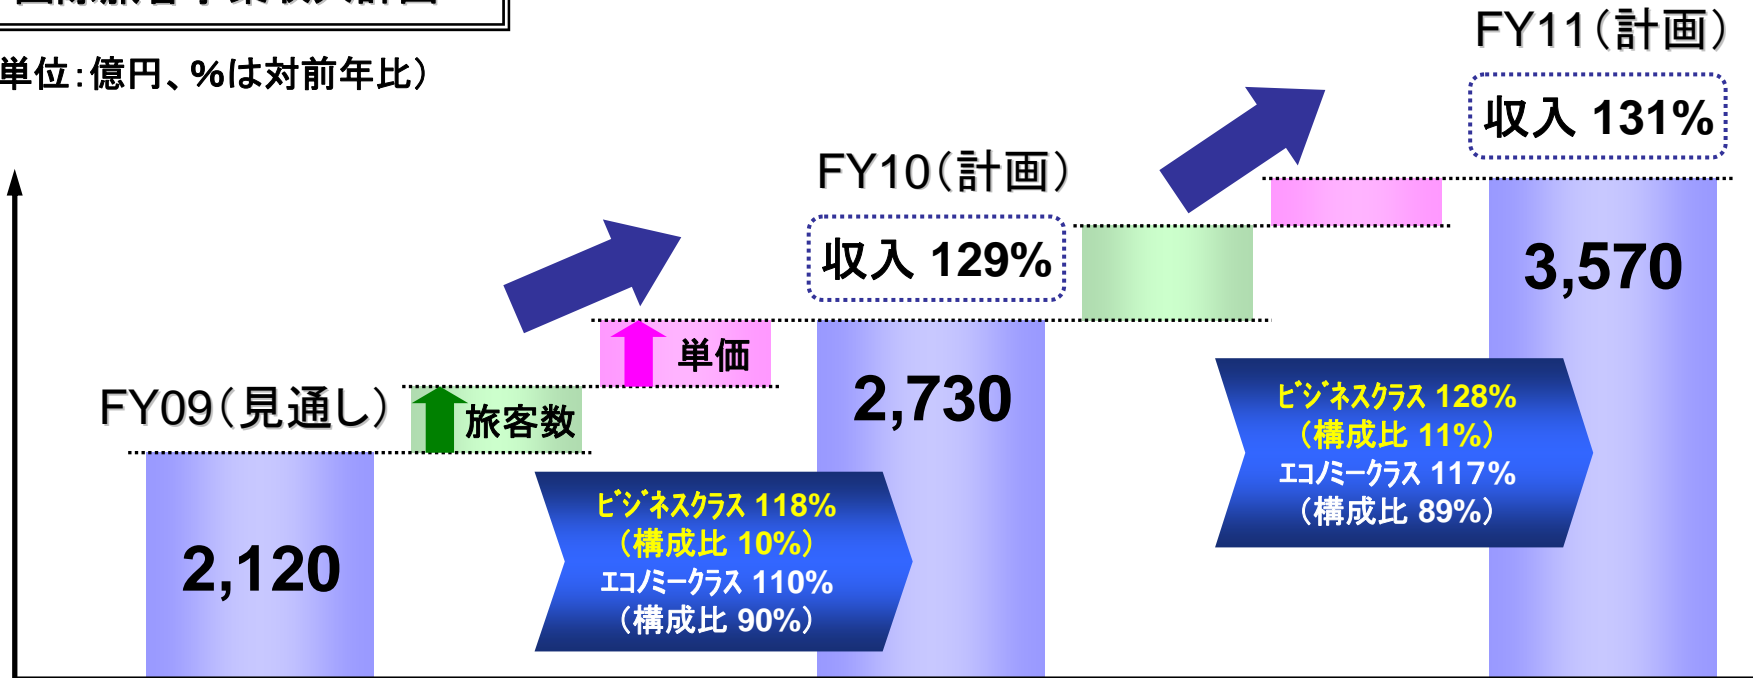 単位：億円、%は対前年比）
FY11（計画）
収入 131%
FY10（計画）
収入 129%
3,570
単価
2,730
FY09（見通し）
旅客数
ビジネスクラス 128%
（構成比 11%）
エコノミークラス 117%
（構成比 89%）
ビジネスクラス 118%
（構成比 10%）
エコノミークラス 110%
（構成比 90%）
2,120